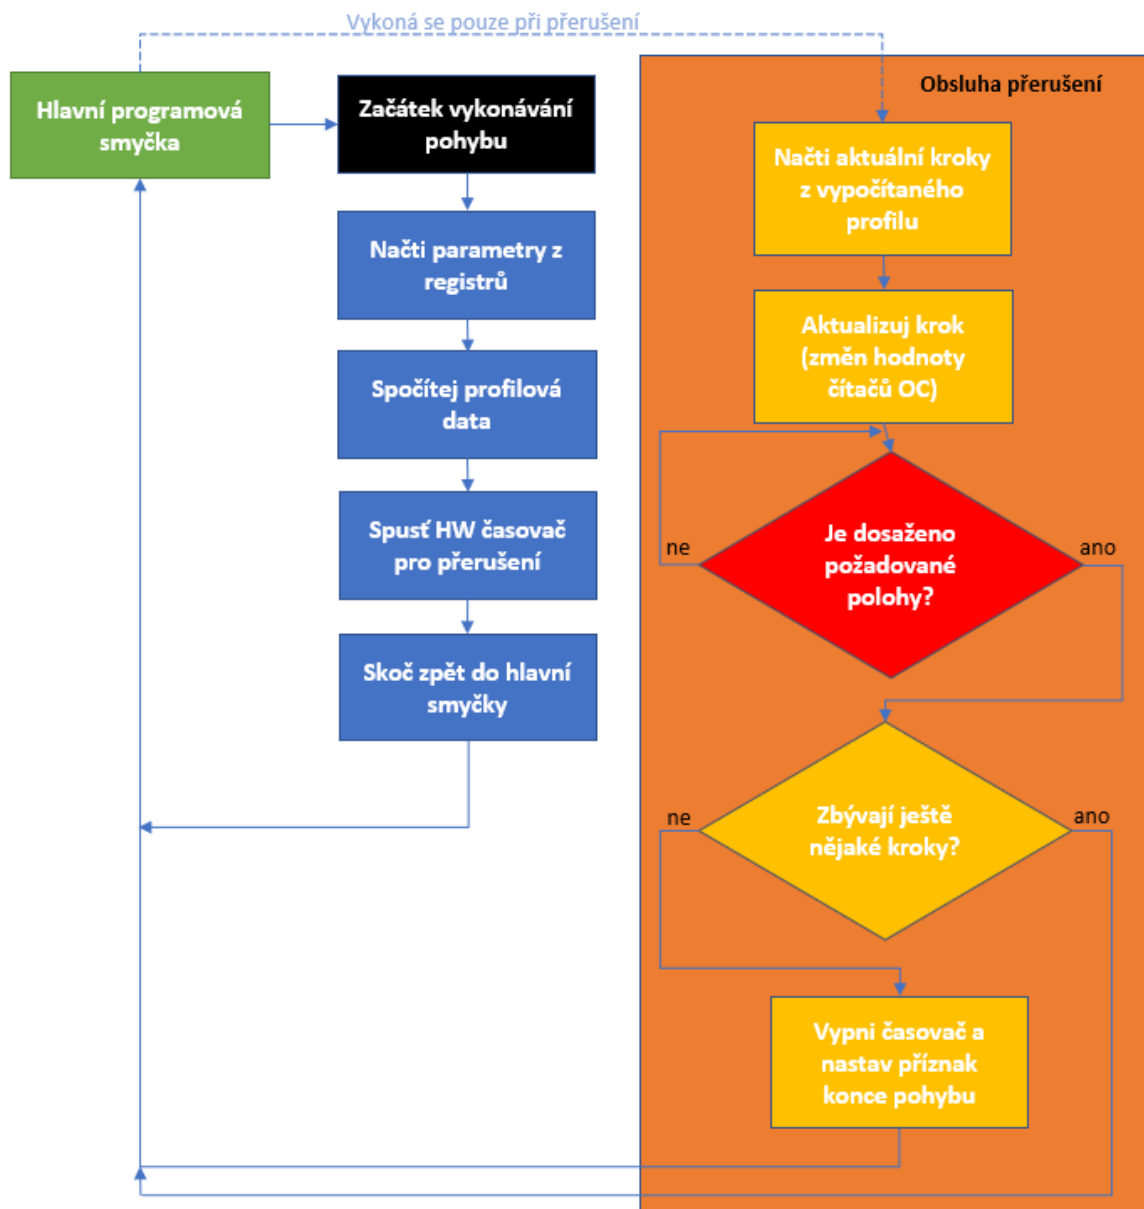 Vykoná se pouze při přerušení
Hlavní programová
smyčka
Začátek vykonávání
pohybu
Načti parametry z
registrů
Spočítej profilová
data
Spusť HW časovač
pro přerušení
Skoč zpět do hlavní
smyčky
Obsluha přerušení
Načti aktuální kroky
z vypočítaného
profilu
Aktualizuj krok
(změn hodnoty
čítačů OC)
Je dosaženo
požadované
polohy?
ne
ano
Zbývají ještě
nějaké kroky?
ne
ano
Vypni časovač a
nastav příznak
konce pohybu